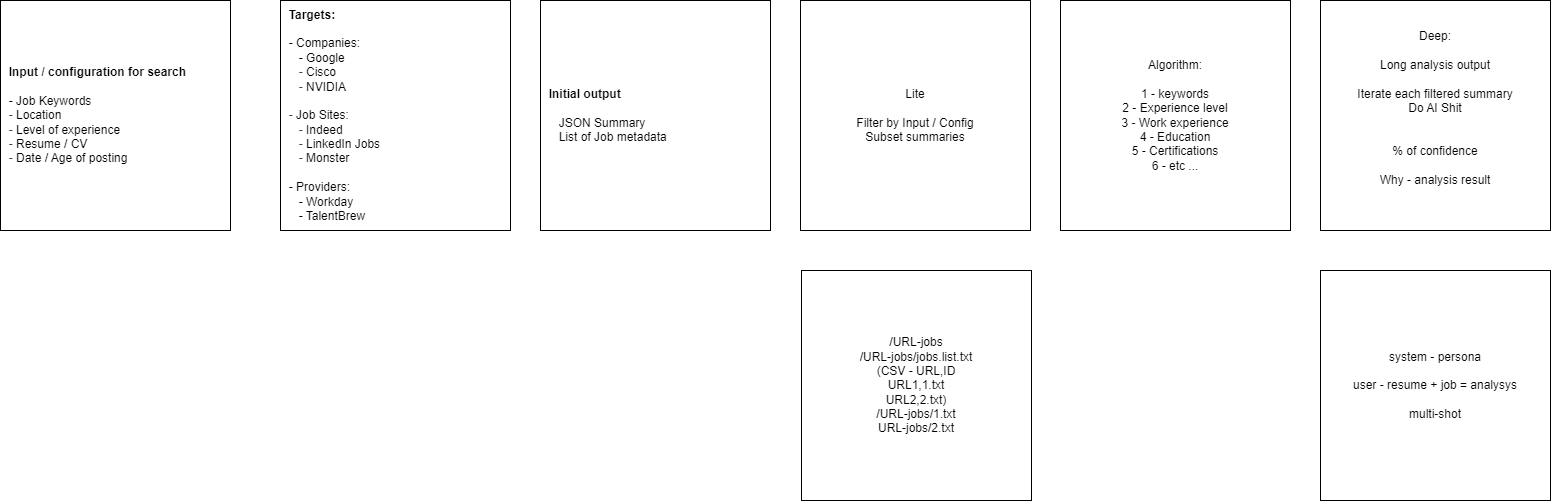 Input / configuration for search
- Job Keywords
- Location
- Level of experience
- Resume / CV
- Date / Age of posting
Targets:
- Companies:
- Google
- Cisco
- NVIDIA
- Job Sites:
- Indeed
- LinkedIn Jobs
- Monster
- Providers:
- Workday
- TalentBrew
Initial output
JSON Summary
List of Job metadata
Lite
Filter by Input / Config
Subset summaries
Algorithm:
1 - keywords
2 - Experience level
3 - Work experience
4 - Education
5 - Certifications
6 - etc ...
Deep:
Long analysis output
Iterate each filtered summary
Do AI Shit
% of confidence
Why - analysis result
/URL-jobs
/URL-jobs/jobs.list.txt
(CSV - URL,ID
URL1,1.txt
URL2,2.txt)
/URL-jobs/1.txt
URL-jobs/2.txt
system - persona
user - resume + job = analysys
multi-shot